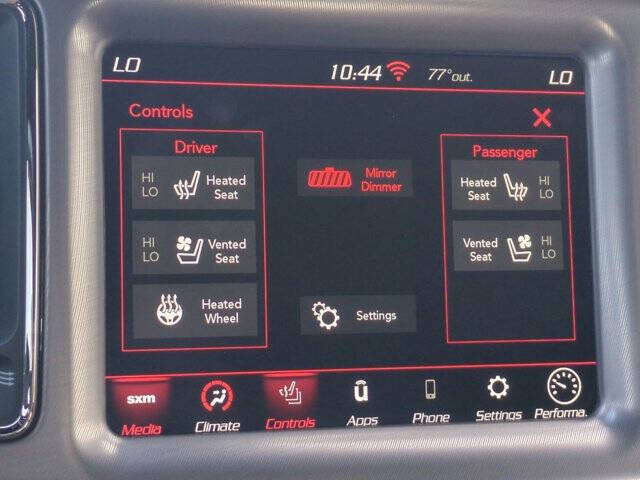 LO 10:44 77° out. LO
Controls
Driver
HI
LO
Heated
Seat
HI
LO
Vented
Seat
Heated
Wheel
Mirror
Dimmer
Settings
Passenger
Heated
Seat
HI
LO
Vented
Seat
HI
LO
sxm
Media
Climate
Controls
ū
Apps
Phone
Settings
Performa.